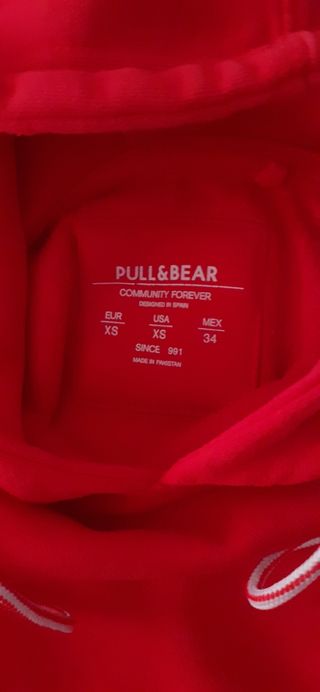 PULL&BEAR
COMMUNITY FOREVER
DESIGNED IN SPAIN
EUR USA MEX
XS XS 34
SINCE 991
MADE IN PAKISTAN